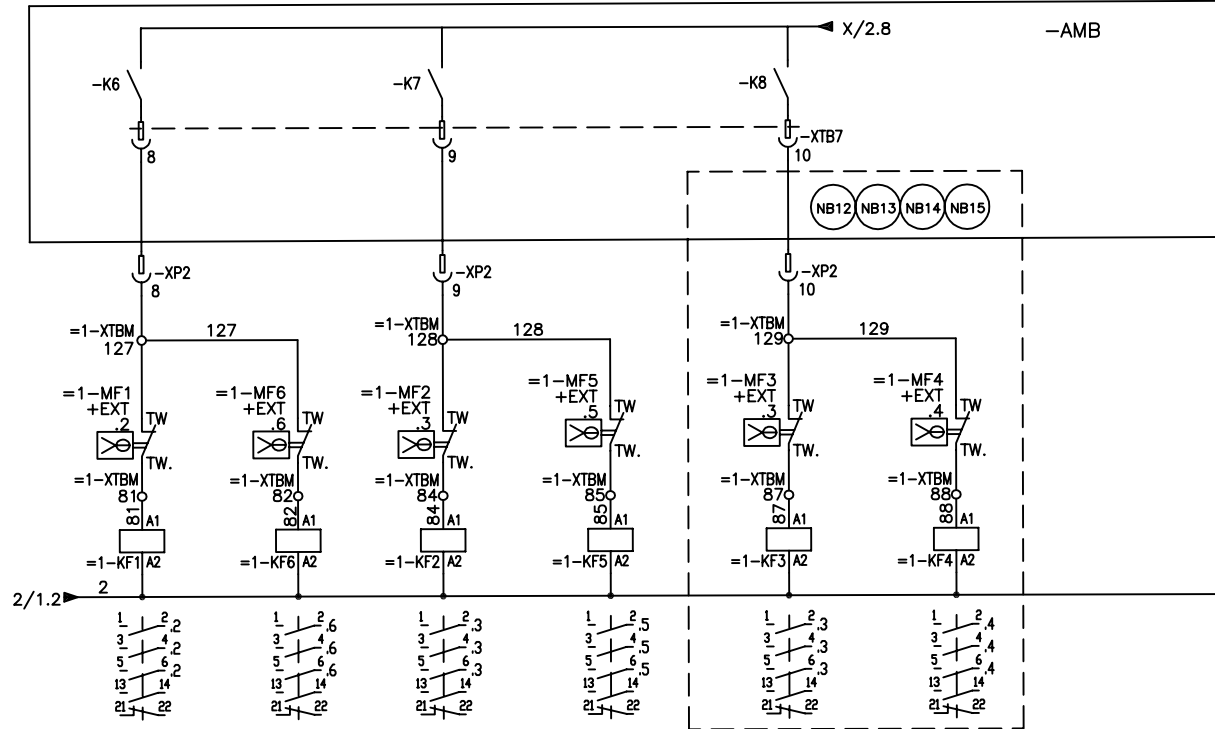 X/2.8 -AMB
-K6 -K7 -K8
-XTB7
8 9 10
NB12 NB13 NB14 NB15
-XP2 -XP2 -XP2
8 9 10
=1-XTBM 127 =1-XTBM 128 =1-XTBM 129
127 128 129
=1-MF1 =1-MF6 =1-MF2 =1-MF5 =1-MF3 =1-MF4
+EXT +EXT +EXT +EXT +EXT +EXT
.2 .6 .3 .5 .3 .4
TW TW TW TW TW TW
TW. TW. TW. TW. TW. TW.
=1-XTBM =1-XTBM =1-XTBM =1-XTBM =1-XTBM =1-XTBM
81 82 84 85 87 88
81 82 84 85 87 88
A1 A1 A1 A1 A1 A1
=1-KF1 A2 =1-KF6 A2 =1-KF2 A2 =1-KF5 A2 =1-KF3 A2 =1-KF4 A2
2/1.2 2
1 2 .2 1 2 .6 1 2 .3 1 2 .5 1 2 .3 1 2 .4
3 4 .2 3 4 .6 3 4 .3 3 4 .5 3 4 .3 3 4 .4
5 6 .2 5 6 .6 5 6 .3 5 6 .5 5 6 .3 5 6 .4
13 14 13 14 13 14 13 14 13 14 13 14
21 22 21 22 21 22 21 22 21 22 21 22